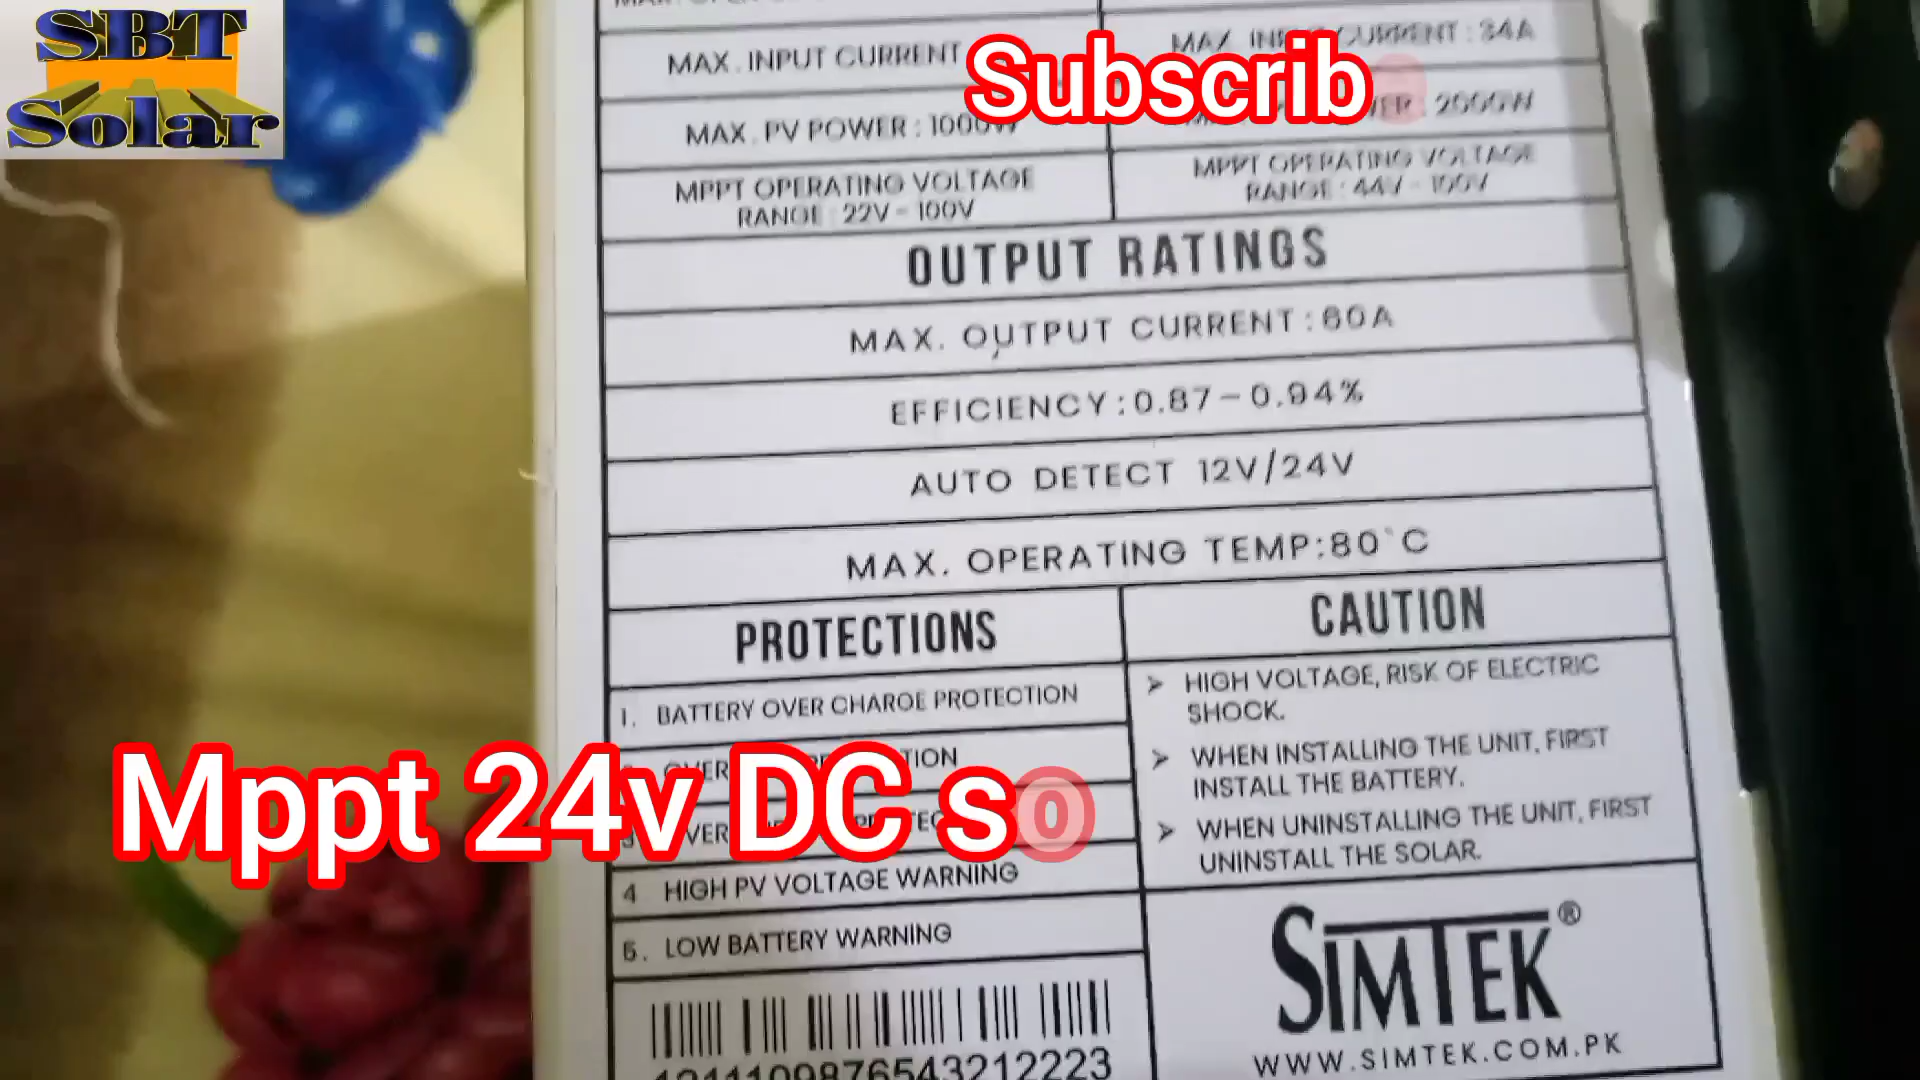 SBT
Solar
MAX. INPUT CURRENT
MAX. INPUT CURRENT : 34A
Subscrib
MAX. PV POWER : 1000W
2000W
MPPT OPERATING VOLTAGE
RANGE : 22V - 100V
MPPT OPERATING VOLTAGE
RANGE : 44V - 100V
OUTPUT RATINGS
MAX. OUTPUT CURRENT : 60A
EFFICIENCY : 0.87 - 0.94%
AUTO DETECT 12V/24V
MAX. OPERATING TEMP:80°C
PROTECTIONS
1. BATTERY OVER CHARGE PROTECTION
4 HIGH PV VOLTAGE WARNING
5. LOW BATTERY WARNING
CAUTION
➤ HIGH VOLTAGE, RISK OF ELECTRIC
SHOCK.
➤ WHEN INSTALLING THE UNIT, FIRST
INSTALL THE BATTERY.
➤ WHEN UNINSTALLING THE UNIT, FIRST
UNINSTALL THE SOLAR.
Mppt 24v DC so
SIMTEK®
WWW.SIMTEK.COM.PK